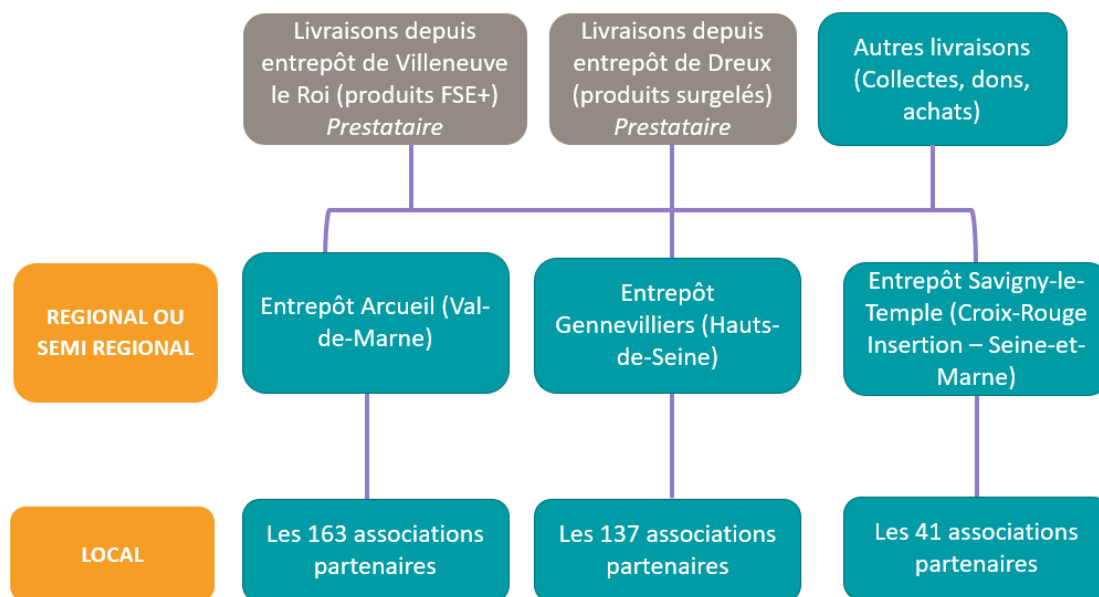 Livraisons depuis
entrepôt de Villeneuve
le Roi (produits FSE+)
Prestataire
Livraisons depuis
entrepôt de Dreux
(produits surgelés)
Prestataire
Autres livraisons
(Collectes, dons,
achats)
REGIONAL OU
SEMI REGIONAL
Entrepôt Arcueil (Val-
de-Marne)
Entrepôt
Gennevilliers (Hauts-
de-Seine)
Entrepôt Savigny-le-
Temple (Croix-Rouge
Insertion – Seine-et-
Marne)
LOCAL
Les 163 associations
partenaires
Les 137 associations
partenaires
Les 41 associations
partenaires